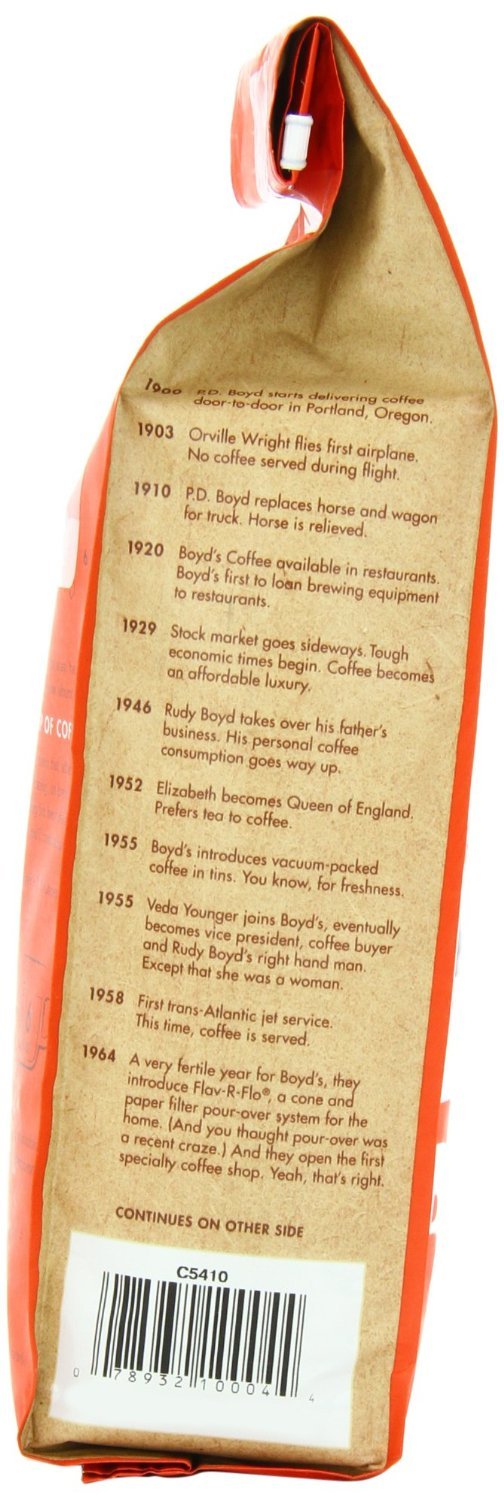 1900 P.D. Boyd starts delivering coffee
door-to-door in Portland, Oregon.
1903 Orville Wright flies first airplane.
No coffee served during flight.
1910 P.D. Boyd replaces horse and wagon
for truck. Horse is relieved.
1920 Boyd's Coffee available in restaurants.
Boyd's first to loan brewing equipment
to restaurants.
1929 Stock market goes sideways. Tough
economic times begin. Coffee becomes
an affordable luxury.
1946 Rudy Boyd takes over his father's
business. His personal coffee
consumption goes way up.
1952 Elizabeth becomes Queen of England.
Prefers tea to coffee.
1955 Boyd's introduces vacuum-packed
coffee in tins. You know, for freshness.
1955 Veda Younger joins Boyd's, eventually
becomes vice president, coffee buyer
and Rudy Boyd's right hand man.
Except that she was a woman.
1958 First trans-Atlantic jet service.
This time, coffee is served.
1964 A very fertile year for Boyd's, they
introduce Flav-R-Flo®, a cone and
paper filter pour-over system for the
home. (And you thought pour-over was
a recent craze.) And they open the first
specialty coffee shop. Yeah, that's right.
CONTINUES ON OTHER SIDE
C5410
0 78932 10004 4
OF COF